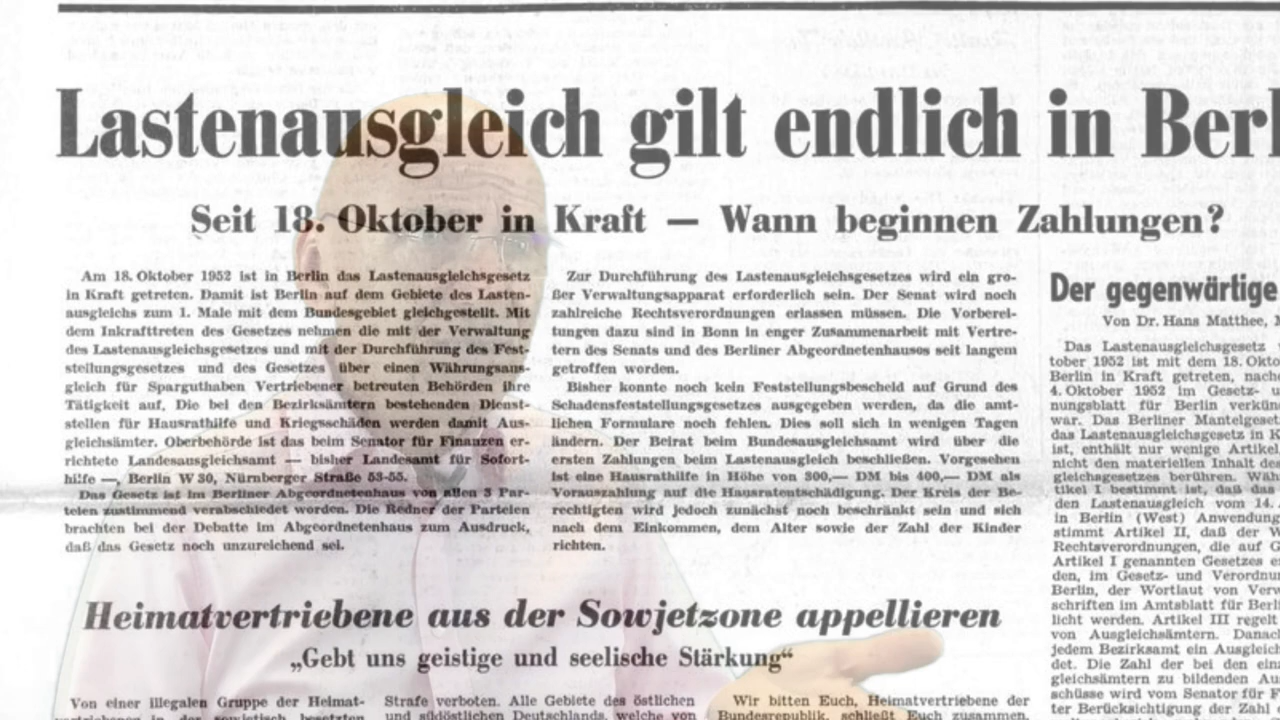 Lastenausgleich gilt endlich in Berl
Seit 18. Oktober in Kraft — Wann beginnen Zahlungen?
Am 18. Oktober 1952 ist in Berlin das Lastenausgleichsgesetz
in Kraft getreten. Damit ist Berlin auf dem Gebiete des Lasten-
ausgleichs zum 1. Male mit dem Bundesgebiet gleichgestellt. Mit
dem Inkrafttreten des Gesetzes nehmen die mit der Verwaltung
des Lastenausgleichsgesetzes und mit der Durchführung des Fest-
stellungsgesetzes und des Gesetzes über einen Währungsaus-
gleich für Sparguthaben Vertriebener betreuten Behörden ihre
Tätigkeit auf. Die bei den Bezirksämtern bestehenden Dienst-
stellen für Hausrathilfe und Kriegsschäden werden damit Aus-
gleichsämter. Oberbehörde ist das beim Senator für Finanzen er-
richtete Landesausgleichsamt — bisher Landesamt für Sofort-
hilfe —, Berlin W 30, Nürnberger Straße 53-55.
Das Gesetz ist im Berliner Abgeordnetenhaus von allen 3 Par-
teien zustimmend verabschiedet worden. Die Redner der Parteien
brachten bei der Debatte im Abgeordnetenhaus zum Ausdruck,
daß das Gesetz noch unzureichend sei.
Zur Durchführung des Lastenausgleichsgesetzes wird ein gro-
ßer Verwaltungsapparat erforderlich sein. Der Senat wird noch
zahlreiche Rechtsverordnungen erlassen müssen. Die Vorberei-
tungen dazu sind in Bonn in enger Zusammenarbeit mit Vertre-
tern des Senats und des Berliner Abgeordnetenhauses seit langem
getroffen worden.
Bisher konnte noch kein Feststellungsbescheid auf Grund des
Schadensfeststellungsgesetzes ausgegeben werden, da die amt-
lichen Formulare noch fehlen. Dies soll sich in wenigen Tagen
ändern. Der Beirat beim Bundesausgleichsamt wird über die
ersten Zahlungen beim Lastenausgleich beschließen. Vorgesehen
ist eine Hausrathilfe in Höhe von 300,— DM bis 400,— DM als
Vorauszahlung auf die Hausratentschädigung. Der Kreis der Be-
rechtigten wird jedoch zunächst noch beschränkt sein und sich
nach dem Einkommen, dem Alter sowie der Zahl der Kinder
richten.
Der gegenwärtige
Von Dr. Hans Matthee,
Das Lastenausgleichsgesetz
tober 1952 ist mit dem 18. Okto
Berlin in Kraft getreten, nache
4. Oktober 1952 im Gesetz- u
nungsblatt für Berlin verkün
war. Das Berliner Mantelgeset
das Lastenausgleichsgesetz in K
ist, enthält nur wenige Artikel,
nicht den materiellen Inhalt de
gleichsgesetzes berühren. Wäh
tikel I bestimmt ist, daß das
den Lastenausgleich vom 14.
in Berlin (West) Anwendung
stimmt Artikel II, daß der W
Rechtsverordnungen, die auf G
Artikel I genannten Gesetzes e
den, im Gesetz- und Verordnu
Berlin, der Wortlaut von Verw
schriften im Amtsblatt für Berl
licht werden. Artikel III regelt
von Ausgleichsämtern. Danach
jedem Bezirksamt ein Ausgleich
det. Die Zahl der bei den ein
gleichsämtern zu bildenden Au
schüsse wird vom Senator für F
ter Berücksichtigung der Zahl
Heimatvertriebene aus der Sowjetzone appellieren
„Gebt uns geistige und seelische Stärkung“
Von einer illegalen Gruppe der Heimat-
vertriebenen in der sowjetisch besetzten
Strafe verboten. Alle Gebiete des östlichen
und südöstlichen Deutschlands, welche von
Wir bitten Euch, Heimatvertriebene der
Bundesrepublik, schließt Euch zusammen,